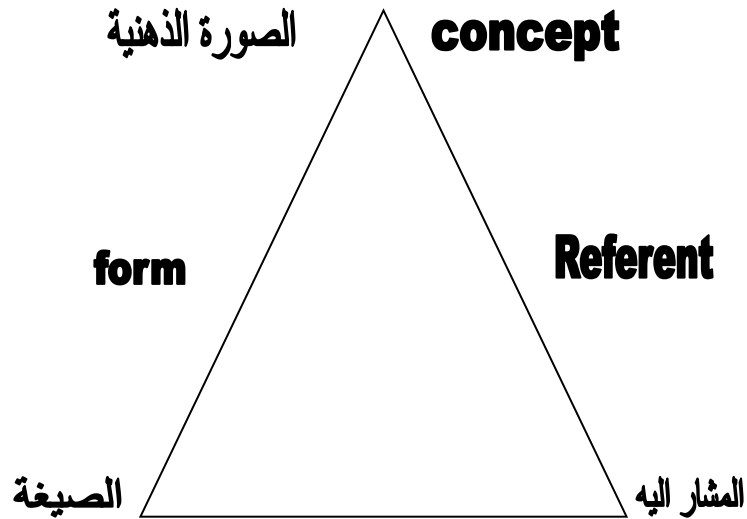 الصورة الذهنية
concept
form
Referent
الصيغة
المشار اليه